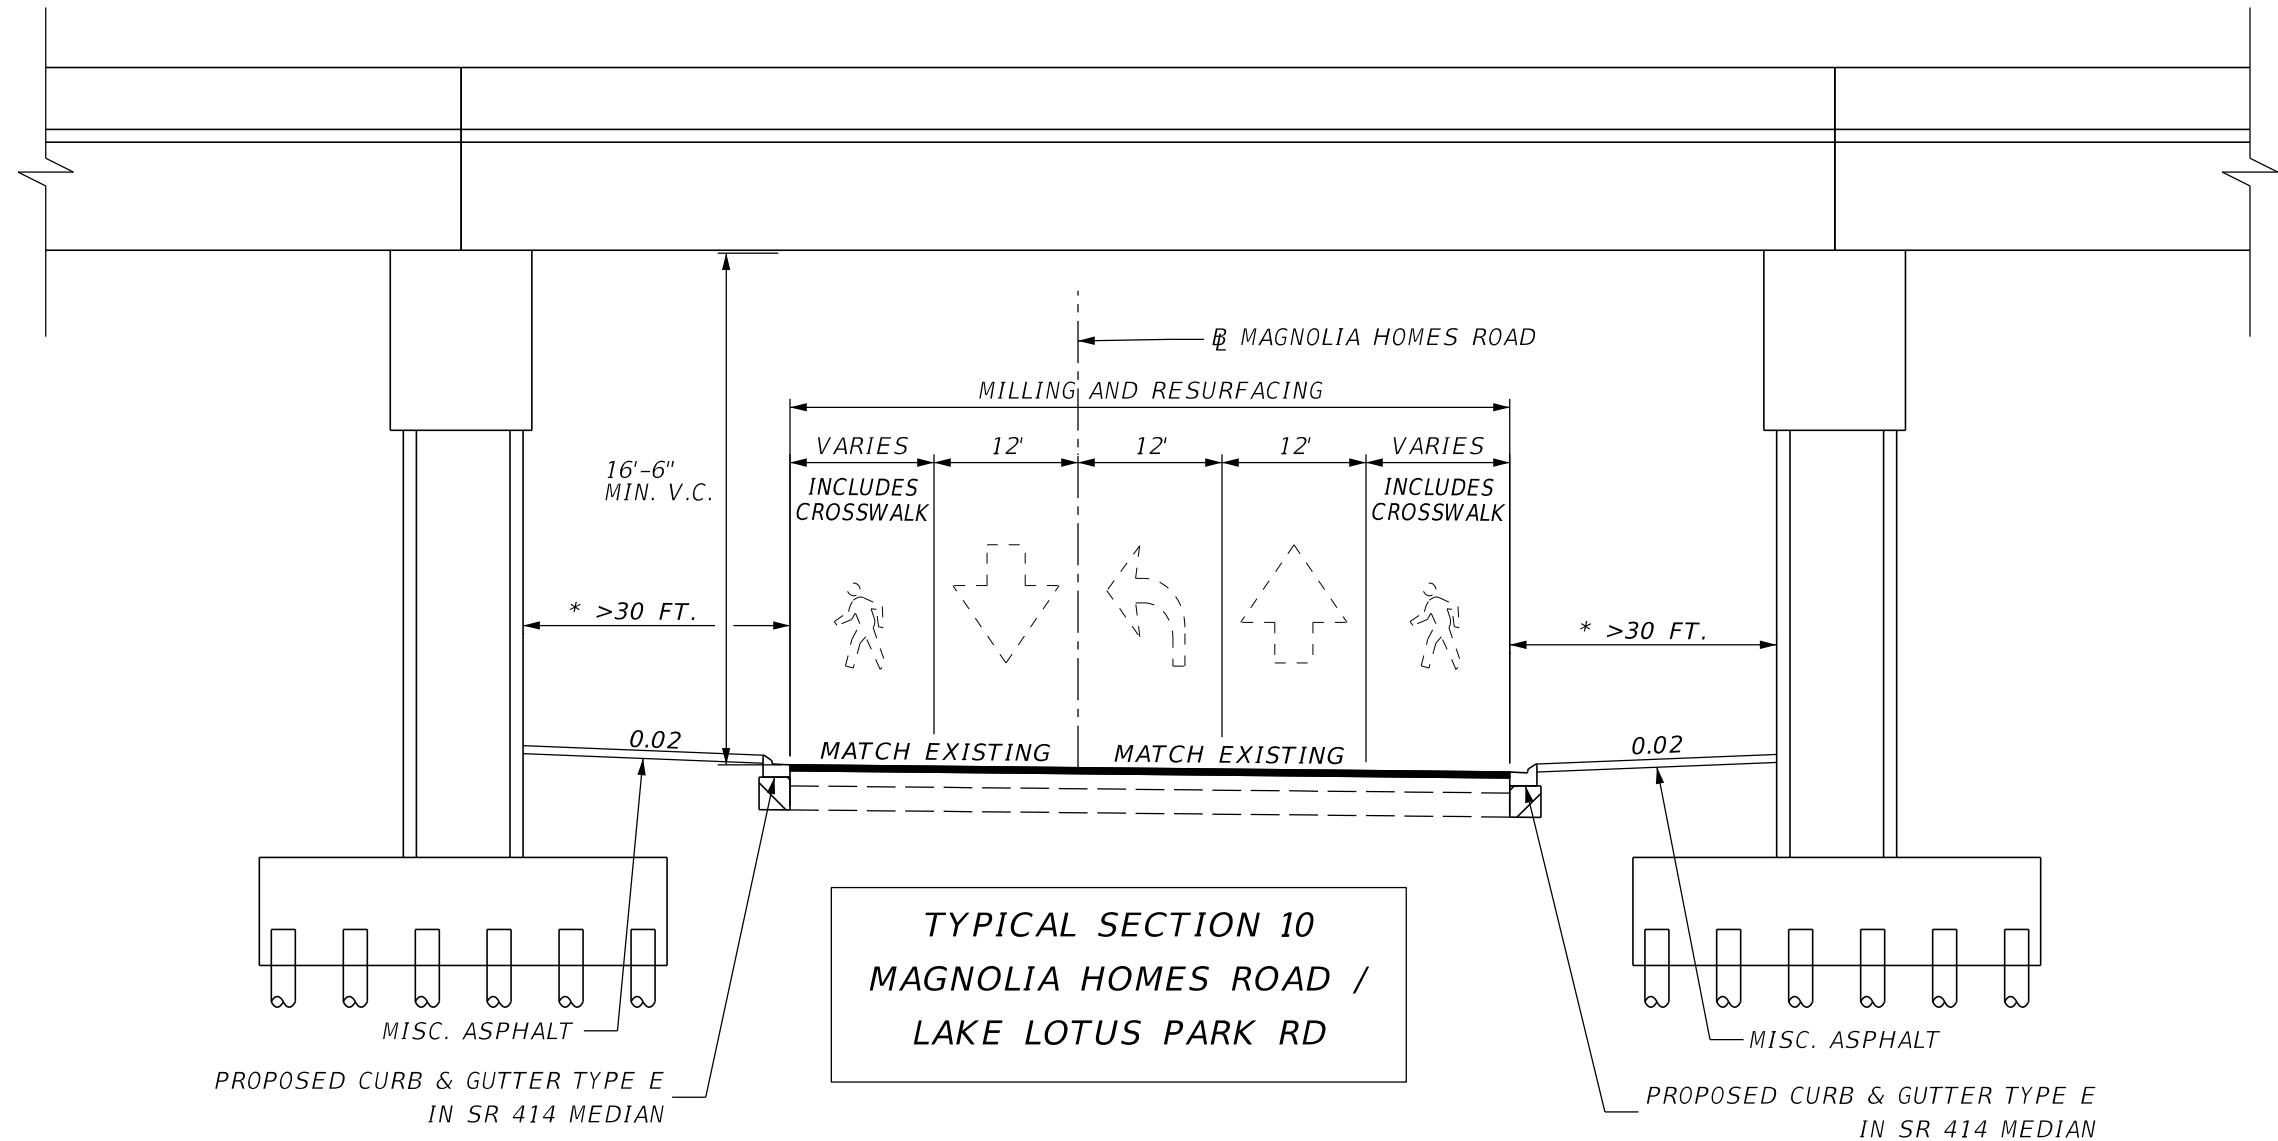 ℄ MAGNOLIA HOMES ROAD
MILLING AND RESURFACING
VARIES 12' 12' 12' VARIES
16'-6"
MIN. V.C.
INCLUDES
CROSSWALK
INCLUDES
CROSSWALK
* >30 FT.
* >30 FT.
0.02
MATCH EXISTING
MATCH EXISTING
0.02
TYPICAL SECTION 10
MAGNOLIA HOMES ROAD /
LAKE LOTUS PARK RD
MISC. ASPHALT
MISC. ASPHALT
PROPOSED CURB & GUTTER TYPE E
IN SR 414 MEDIAN
PROPOSED CURB & GUTTER TYPE E
IN SR 414 MEDIAN